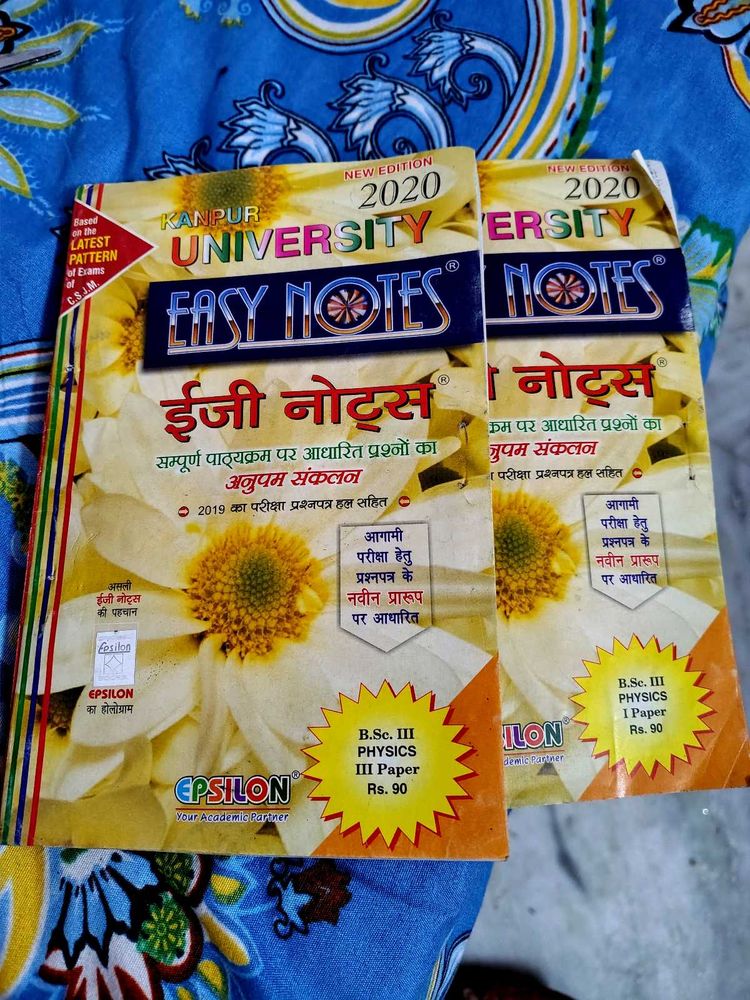 Based
on the
LATEST
PATTERN
of Exams
of
C.S.J.M.
NEW EDITION
2020
KANPUR
UNIVERSITY
EASY NOTES®
ईजी नोट्स®
सम्पूर्ण पाठ्यक्रम पर आधारित प्रश्नों का
अनुपम संकलन
2019 का परीक्षा प्रश्नपत्र हल सहित
आगामी
परीक्षा हेतु
प्रश्नपत्र के
नवीन प्रारूप
पर आधारित
असली
ईजी नोट्स
की पहचान
Epsilon
EPSILON
का होलोग्राम
B.Sc. III
PHYSICS
III Paper
Rs. 90
EPSILON®
Your Academic Partner
NEW EDITION
2020
ERSITY
NOTES®
नोट्स®
क्रम पर आधारित प्रश्नों का
नुपम संकलन
ा प्रश्नपत्र हल सहित
आगामी
परीक्षा हेतु
प्रश्नपत्र के
नवीन प्रारूप
पर आधारित
B.Sc. III
PHYSICS
I Paper
Rs. 90
ILON®
demic Partner